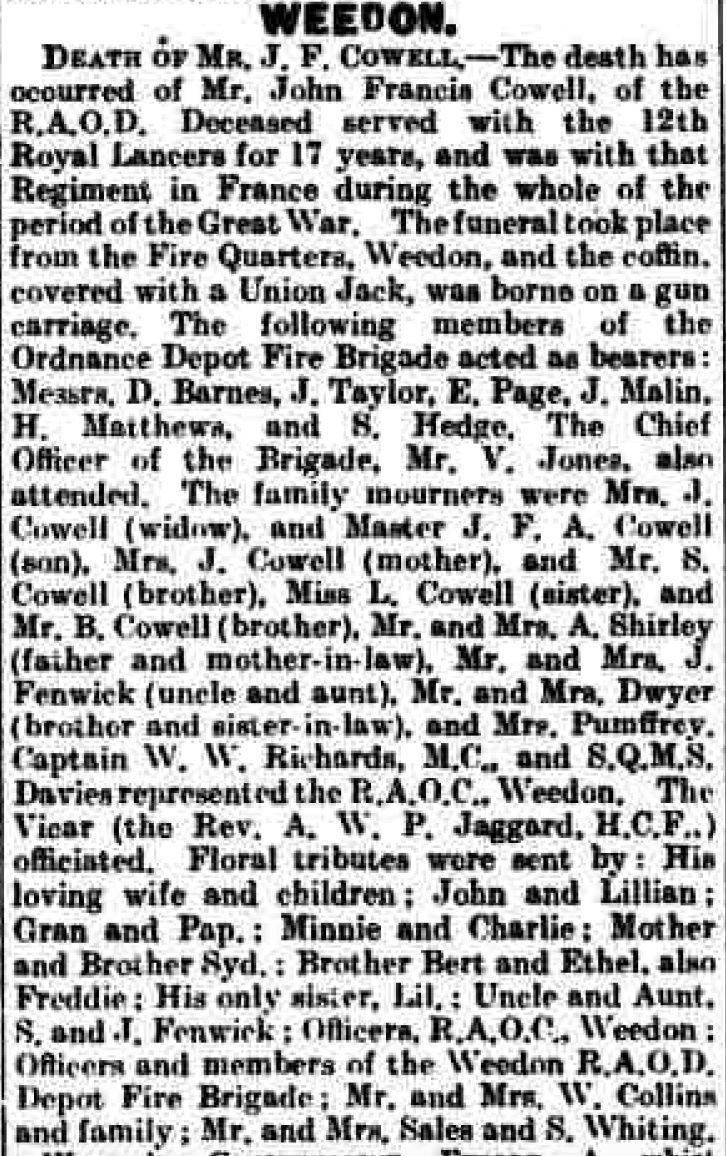 WEEDON.
DEATH OF MR. J. F. COWELL.—The death has
occurred of Mr. John Francis Cowell, of the
R.A.O.D. Deceased served with the 12th
Royal Lancers for 17 years, and was with that
Regiment in France during the whole of the
period of the Great War. The funeral took place
from the Fire Quarters, Weedon, and the coffin,
covered with a Union Jack, was borne on a gun
carriage. The following members of the
Ordnance Depot Fire Brigade acted as bearers:
Messrs. D. Barnes, J. Taylor, E. Page, J. Malin,
H. Matthews, and S. Hedge. The Chief
Officer of the Brigade, Mr. V. Jones, also
attended. The family mourners were Mrs. J.
Cowell (widow), and Master J. F. A. Cowell
(son), Mrs. J. Cowell (mother), and Mr. S.
Cowell (brother), Miss L. Cowell (sister), and
Mr. B. Cowell (brother), Mr. and Mrs. A. Shirley
(father and mother-in-law), Mr. and Mrs. J.
Fenwick (uncle and aunt), Mr. and Mrs. Dwyer
(brother and sister-in-law), and Mrs. Pumffrey.
Captain W. W. Richards, M.C., and S.Q.M.S.
Davies represented the R.A.O.C., Weedon. The
Vicar (the Rev. A. W. P. Jaggard, H.C.F.,)
officiated. Floral tributes were sent by: His
loving wife and children; John and Lillian;
Gran and Pap.; Minnie and Charlie; Mother
and Brother Syd.; Brother Bert and Ethel, also
Freddie; His only sister, Lil.; Uncle and Aunt,
S. and J. Fenwick; Officers, R.A.O.C., Weedon;
Officers and members of the Weedon R.A.O.D.
Depot Fire Brigade; Mr. and Mrs. W. Collins
and family; Mr. and Mrs. Sales and S. Whiting.